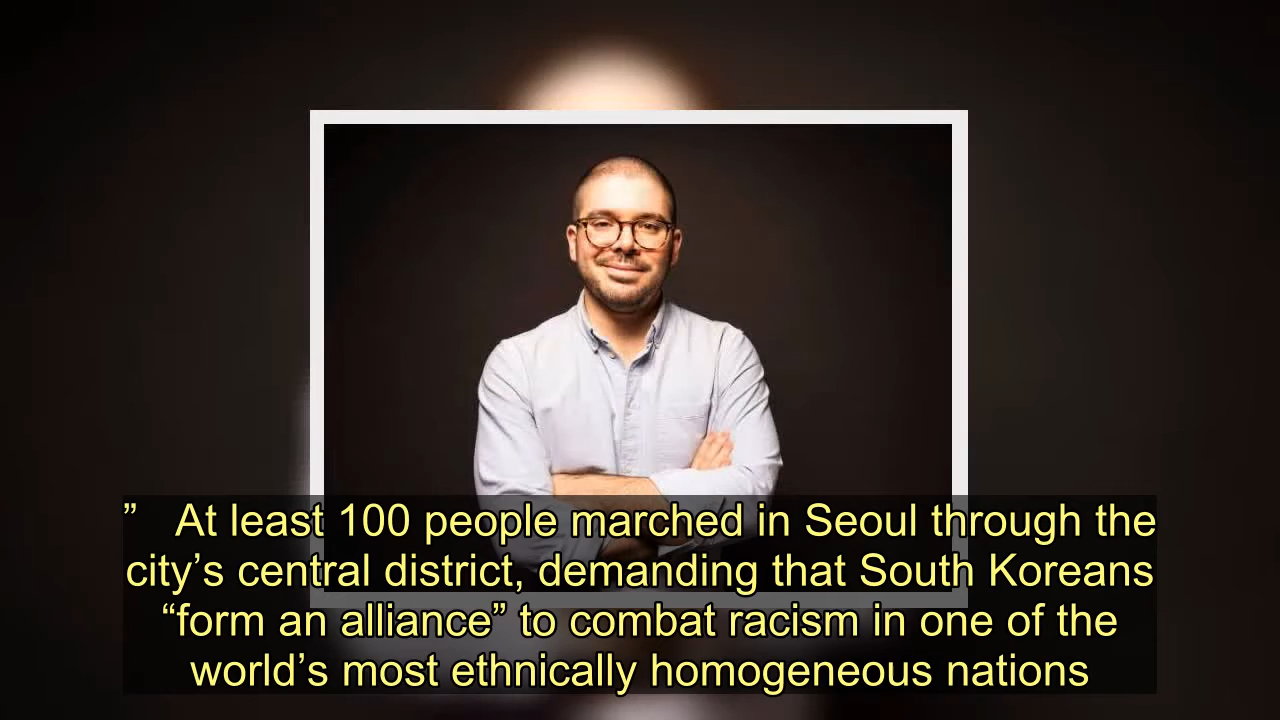 ” At least 100 people marched in Seoul through the
city’s central district, demanding that South Koreans
“form an alliance” to combat racism in one of the
world’s most ethnically homogeneous nations